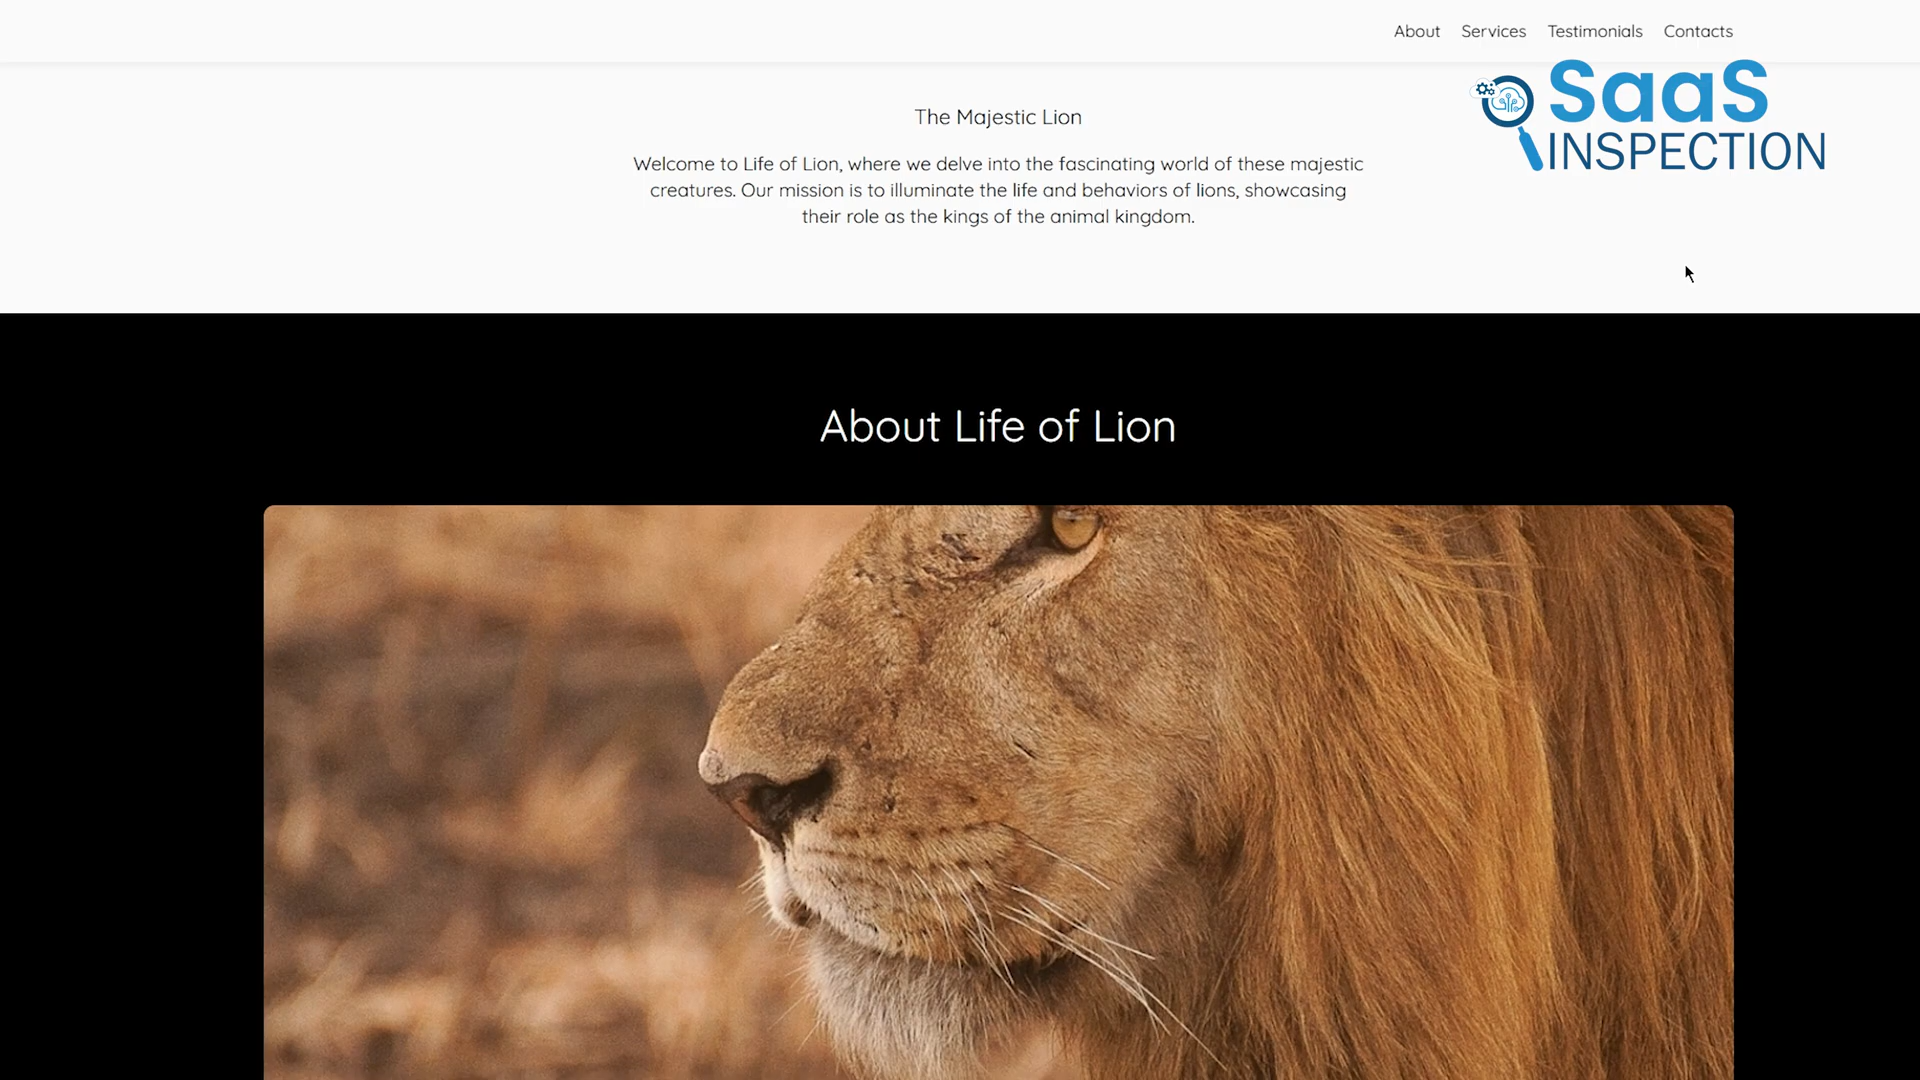 About Services Testimonials Contacts
SaaS
INSPECTION
The Majestic Lion
Welcome to Life of Lion, where we delve into the fascinating world of these majestic
creatures. Our mission is to illuminate the life and behaviors of lions, showcasing
their role as the kings of the animal kingdom.
About Life of Lion